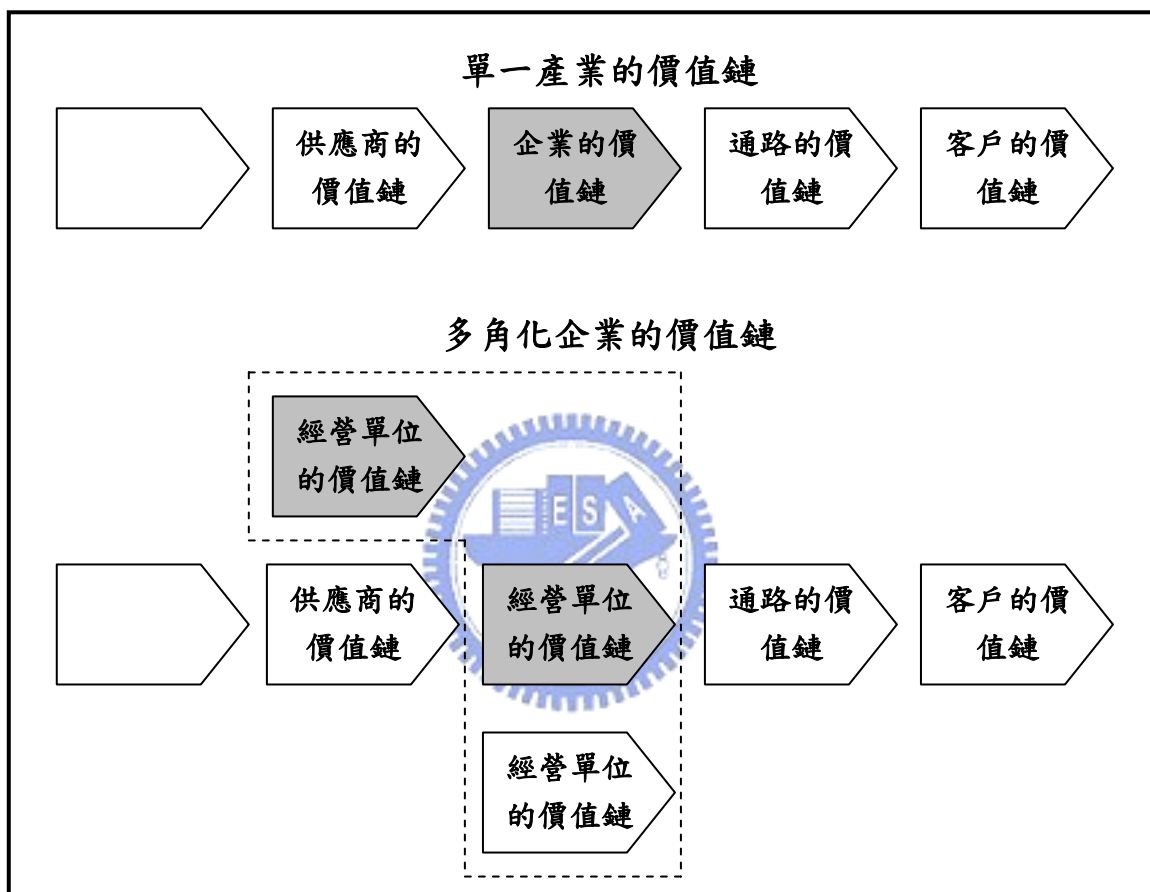 單一產業的價值鏈
供應商的
價值鏈
企業的價
值鏈
通路的價
值鏈
客戶的價
值鏈
多角化企業的價值鏈
經營單位
的價值鏈
供應商的
價值鏈
經營單位
的價值鏈
通路的價
值鏈
客戶的價
值鏈
經營單位
的價值鏈
E S A